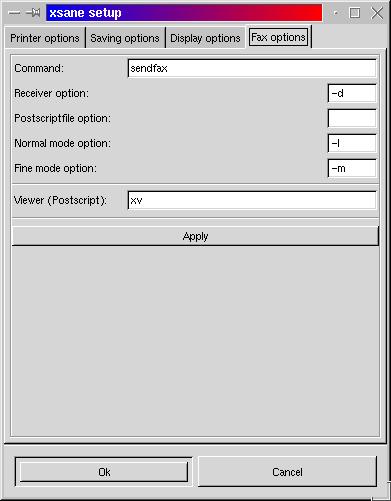 xsane setup
Printer options Saving options Display options Fax options
Command: sendfax
Receiver option: -d
Postscriptfile option:
Normal mode option: -l
Fine mode option: -m
Viewer (Postscript): xv
Apply
Ok Cancel